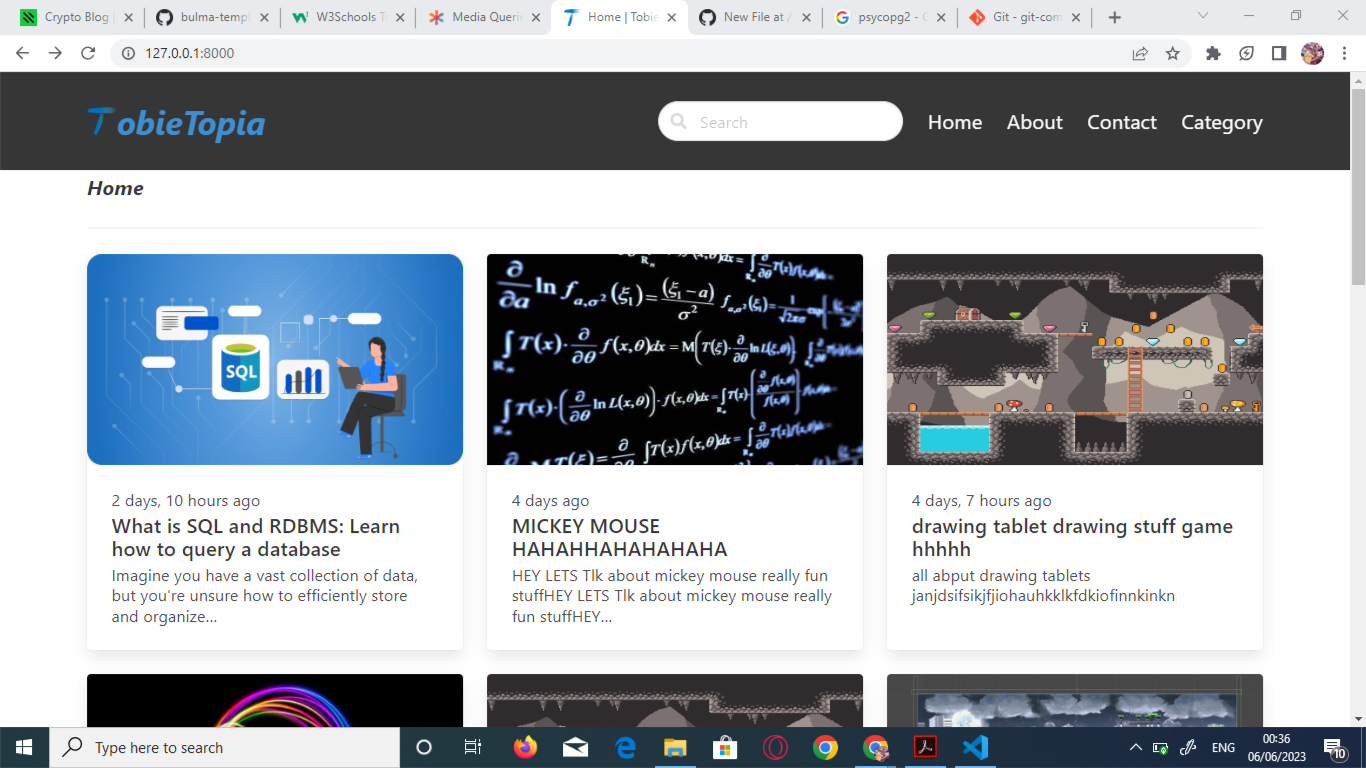 Crypto Blog
bulma-templ
W3Schools T
Media Queri
Home | Tobie
New File at /
psycopg2 - G
Git - git-com
127.0.0.1:8000
TobieTopia
Search
Home
About
Contact
Category
Home
SQL
2 days, 10 hours ago
What is SQL and RDBMS: Learn
how to query a database
Imagine you have a vast collection of data,
but you're unsure how to efficiently store
and organize...
4 days ago
MICKEY MOUSE
HAHAHHAHAHAHAHA
HEY LETS Tlk about mickey mouse really fun
stuffHEY LETS Tlk about mickey mouse really
fun stuffHEY...
4 days, 7 hours ago
drawing tablet drawing stuff game
hhhhh
all abput drawing tablets
janjdsifsikjfjiohauhkklkfdkiofinnkinkn
Type here to search
ENG
00:36
06/06/2023
10